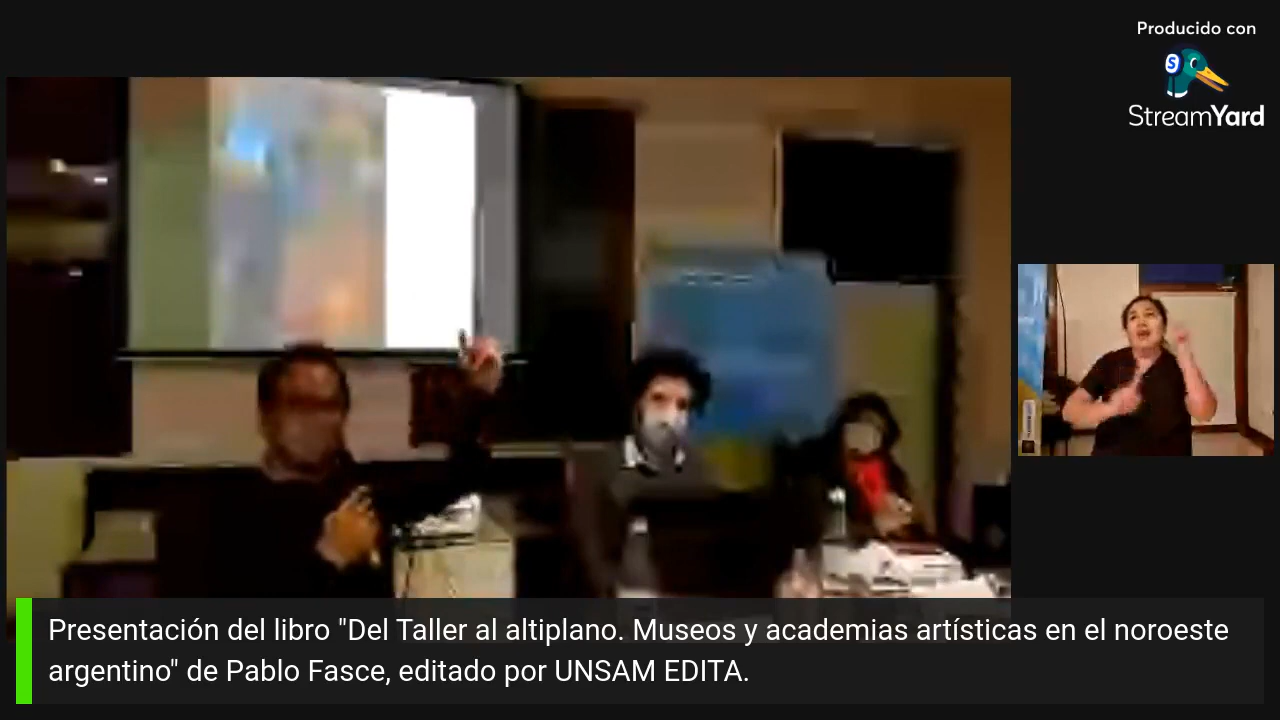 Producido con
StreamYard
Presentación del libro "Del Taller al altiplano. Museos y academias artísticas en el noroeste
argentino" de Pablo Fasce, editado por UNSAM EDITA.